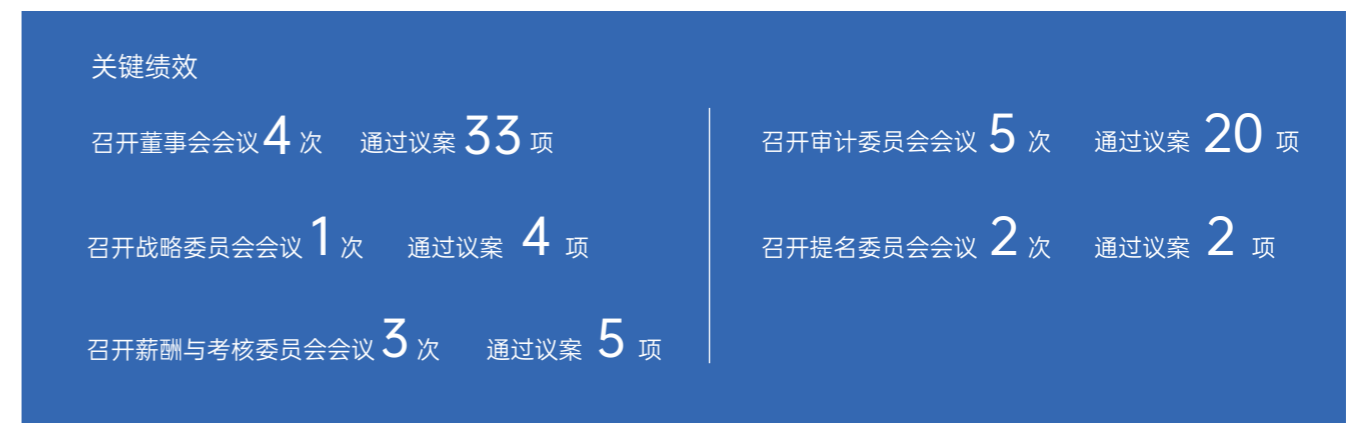 关键绩效
召开董事会会议4次 通过议案33项
召开战略委员会会议1次 通过议案4项
召开薪酬与考核委员会会议3次 通过议案5项
召开审计委员会会议5次 通过议案20项
召开提名委员会会议2次 通过议案2项